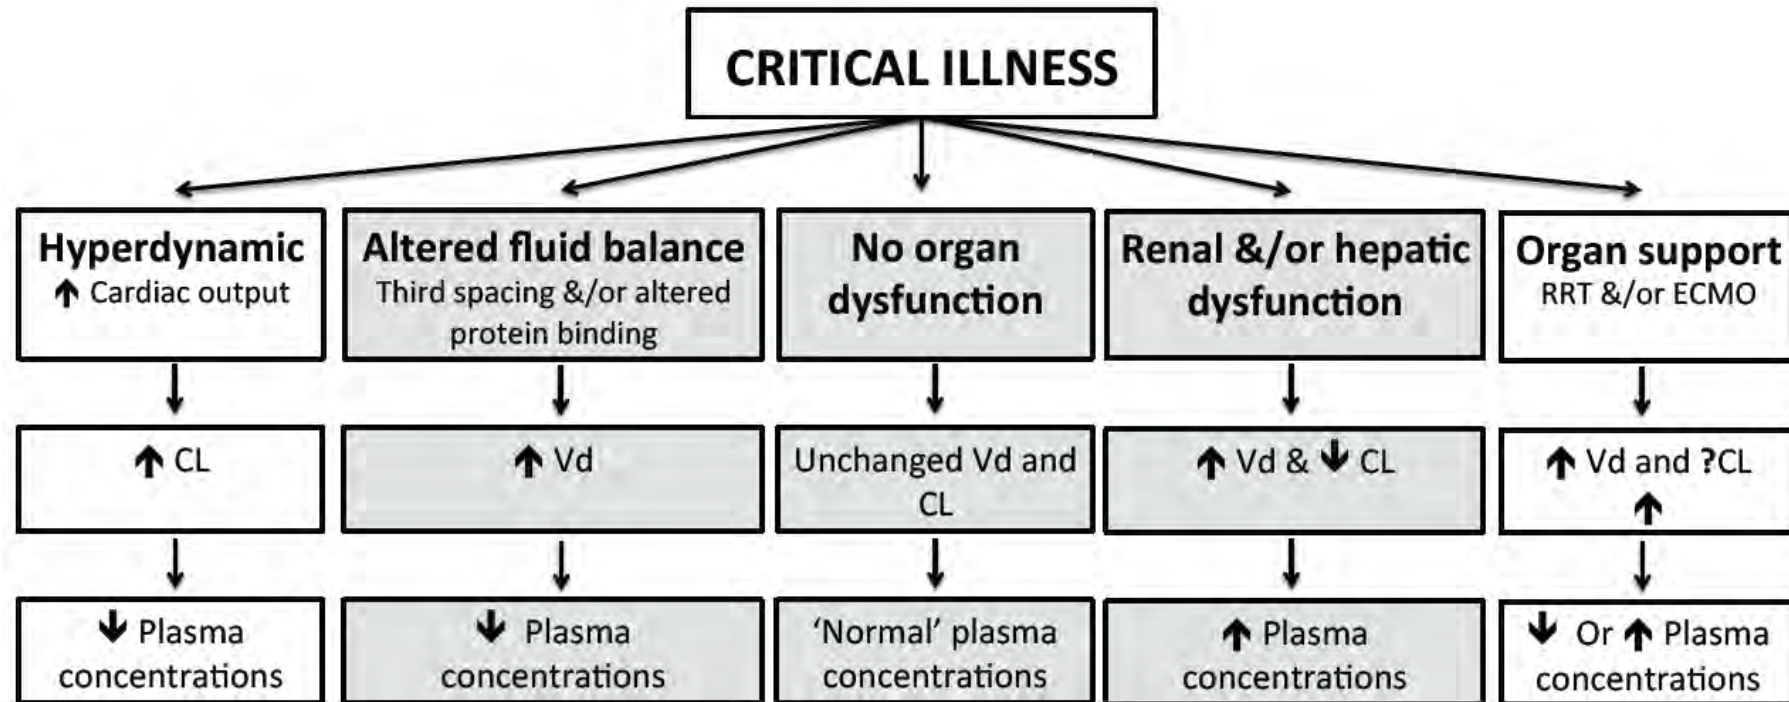 CRITICAL ILLNESS
Hyperdynamic
↑ Cardiac output
Altered fluid balance
Third spacing &/or altered
protein binding
No organ
dysfunction
Renal &/or hepatic
dysfunction
Organ support
RRT &/or ECMO
↑ CL
↑ Vd
Unchanged Vd and
CL
↑ Vd & ↓ CL
↑ Vd and ?CL
↑
↓ Plasma
concentrations
↓ Plasma
concentrations
‘Normal’ plasma
concentrations
↑ Plasma
concentrations
↓ Or ↑ Plasma
concentrations